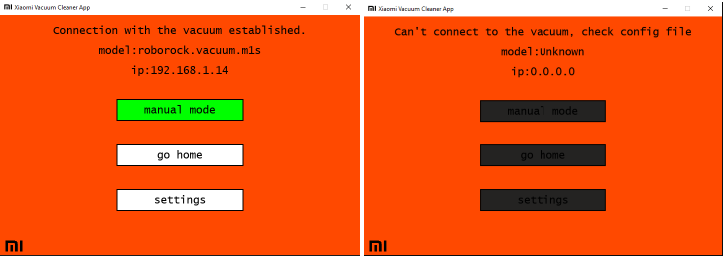 Xiaomi Vacuum Cleaner App
Connection with the vacuum established.
model:roborock.vacuum.m1s
ip:192.168.1.14
manual mode
go home
settings
MI
Xiaomi Vacuum Cleaner App
Can't connect to the vacuum, check config file
model:Unknown
ip:0.0.0.0
manual mode
go home
settings
MI